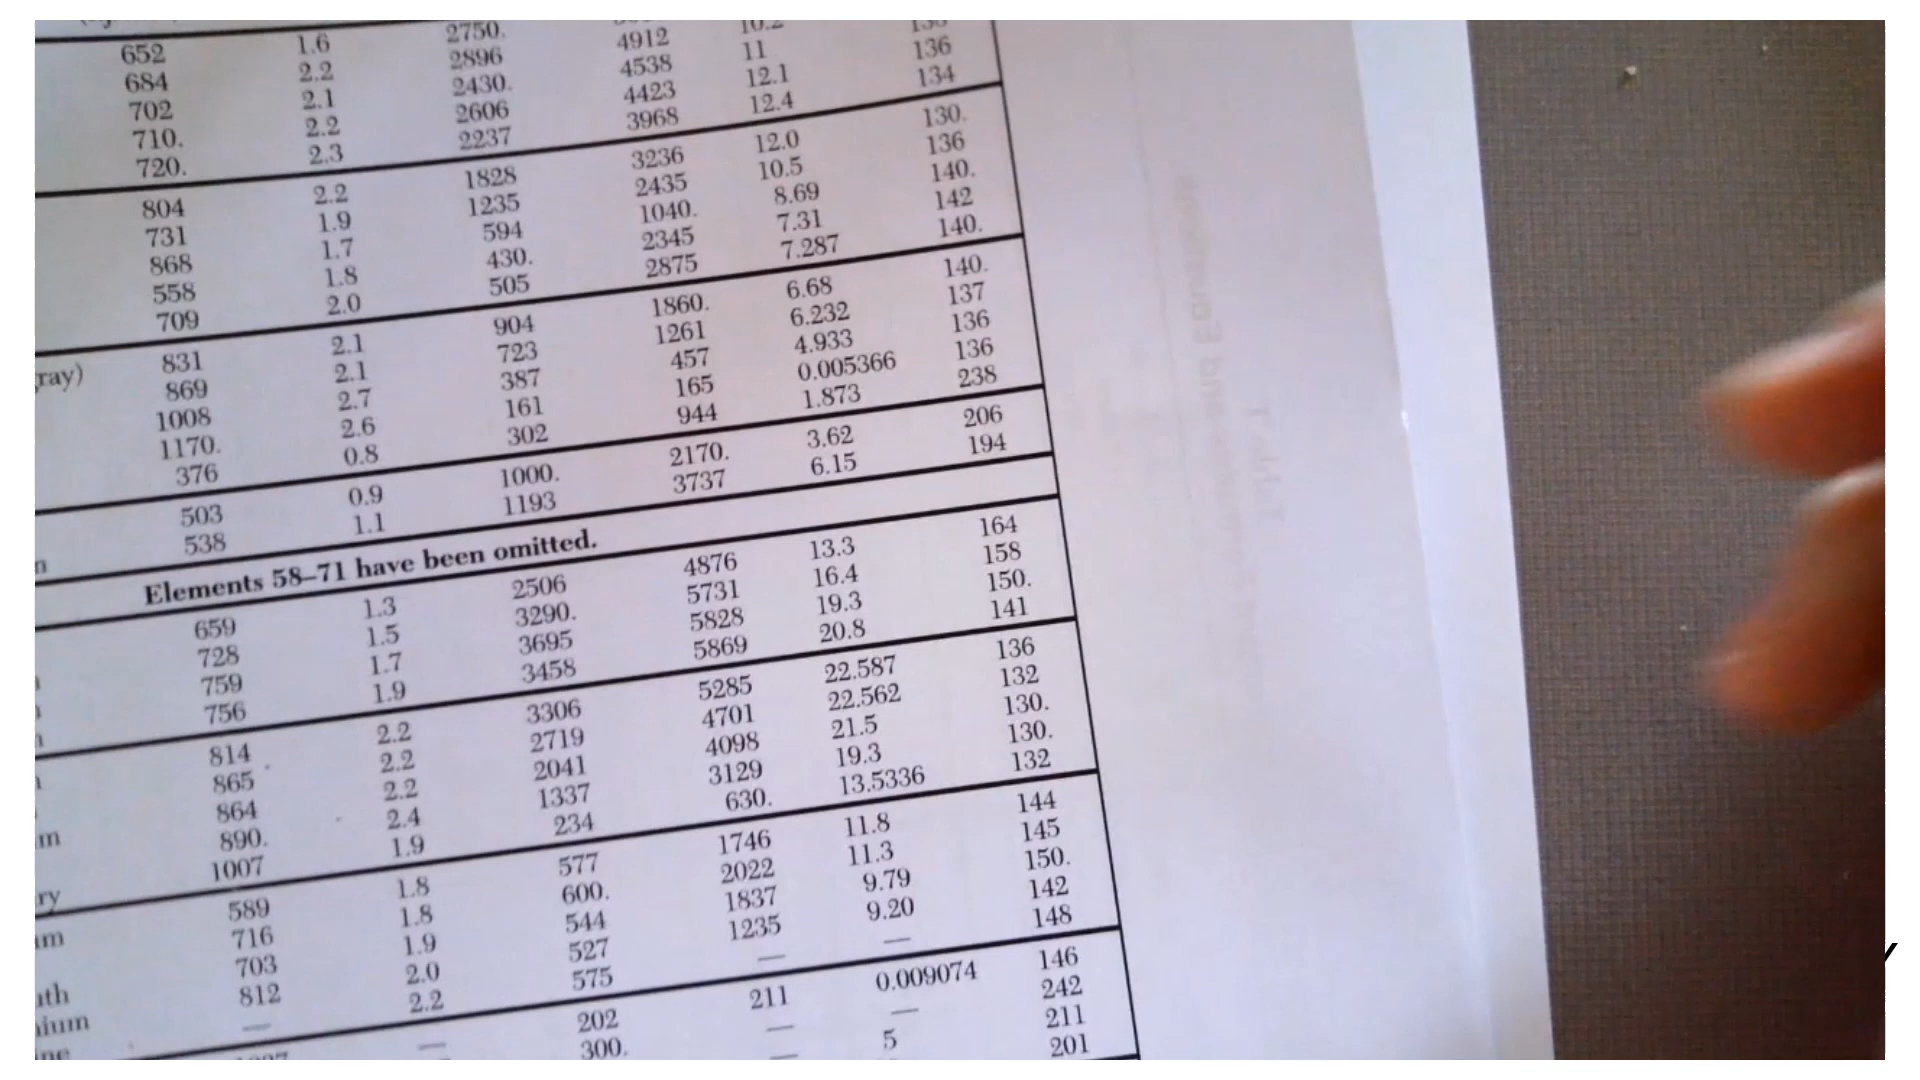 652 1.6 2750.
684 2.2 2896 4912 10.2
702 2.1 2430. 4538 11
710. 2.2 2606 4423 12.1 136
720. 2.3 2237 3968 12.4 134
804 2.2 1828 3236 12.0 130.
731 1.9 1235 2435 10.5 136
868 1.7 594 1040. 8.69 140.
558 1.8 430. 2345 7.31 142
709 2.0 505 2875 7.287 140.
ray) 831 2.1 904 1860. 6.68 140.
869 2.1 723 1261 6.232 137
1008 2.7 387 457 4.933 136
1170. 2.6 161 165 0.005366 136
376 0.8 302 944 1.873 238
503 0.9 1000. 2170. 3.62 206
n 538 1.1 1193 3737 6.15 194
Elements 58–71 have been omitted.
659 1.3 2506 4876 13.3 164
728 1.5 3290. 5731 16.4 158
759 1.7 3695 5828 19.3 150.
756 1.9 3458 5869 20.8 141
814 2.2 3306 5285 22.587 136
865 2.2 2719 4701 22.562 132
m 864 2.2 2041 4098 21.5 130.
890. 2.4 1337 3129 19.3 130.
ry 1007 1.9 234 630. 13.5336 132
um 589 1.8 577 1746 11.8 144
716 1.8 600. 2022 11.3 145
uth 703 1.9 544 1837 9.79 150.
nium 812 2.0 527 1235 9.20 142
ine — 2.2 575 — — 148
— 202 211 0.009074 146
300. — — 242
— 5 211
201